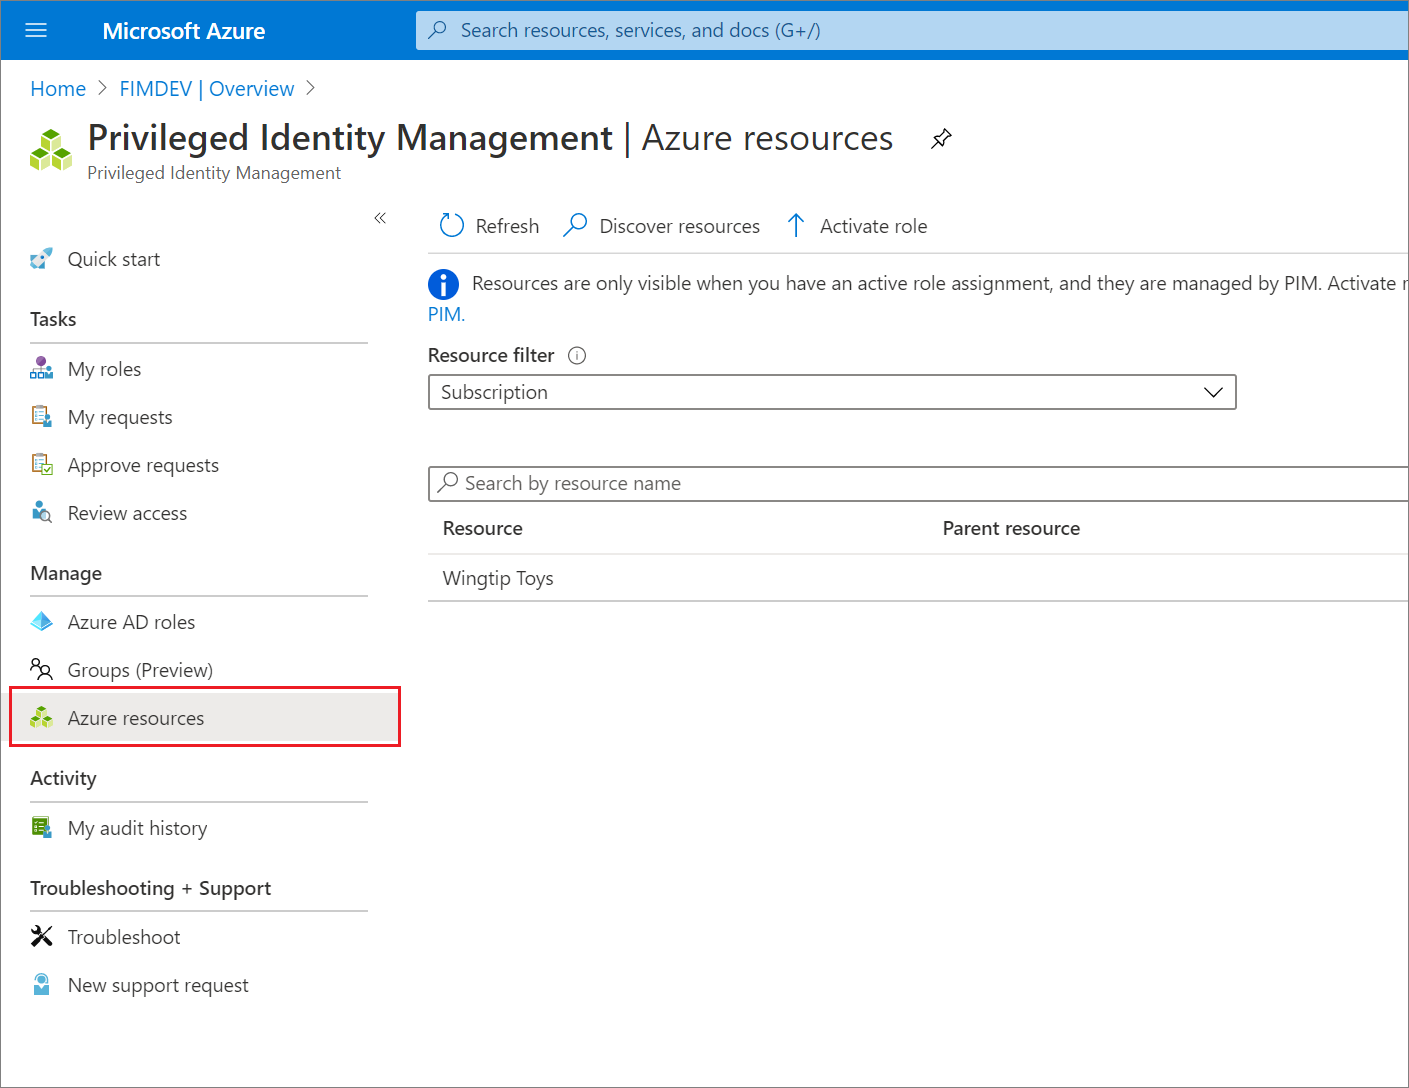 Microsoft Azure
Search resources, services, and docs (G+/)
Home > FIMDEV | Overview >
Privileged Identity Management | Azure resources
Privileged Identity Management
«
Refresh
Discover resources
Activate role
Quick start
Tasks
My roles
My requests
Approve requests
Review access
Manage
Azure AD roles
Groups (Preview)
Azure resources
Activity
My audit history
Troubleshooting + Support
Troubleshoot
New support request
Resources are only visible when you have an active role assignment, and they are managed by PIM. Activate r
PIM.
Resource filter
Subscription
Search by resource name
Resource
Parent resource
Wingtip Toys